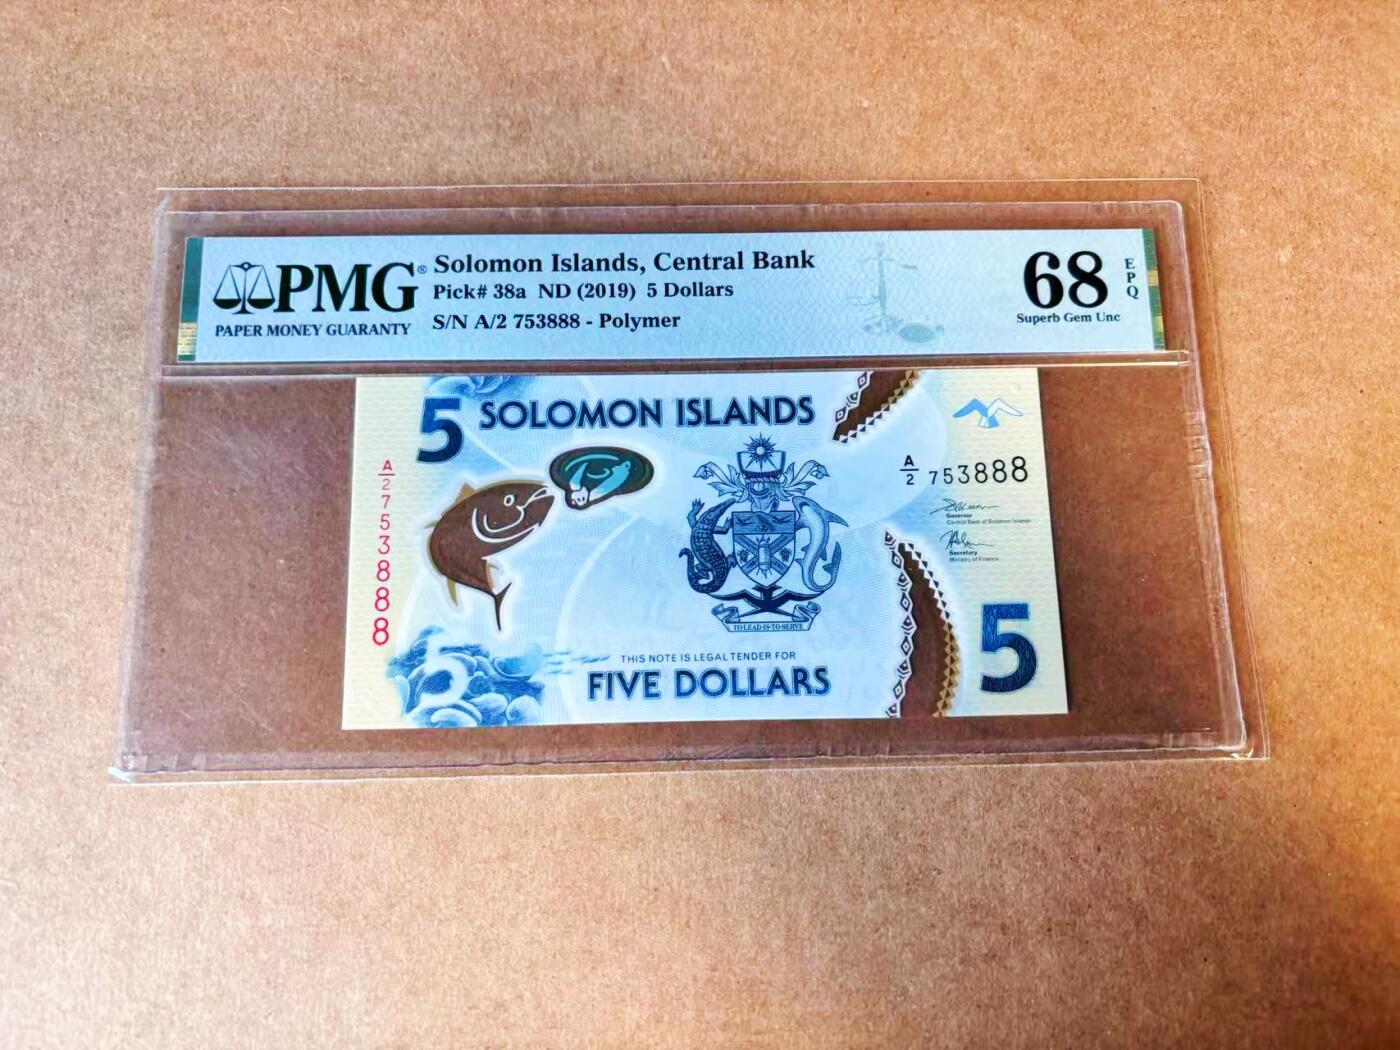 PMG®
PAPER MONEY GUARANTY
Solomon Islands, Central Bank
Pick# 38a ND (2019) 5 Dollars
S/N A/2 753888 - Polymer
68
EPQ
Superb Gem Unc
5 SOLOMON ISLANDS
A/2 753888
A/2 753888
Governor
Central Bank of Solomon Islands
Secretary
Ministry of Finance
TO-LEAD-IS-TO-SERVE
5
THIS NOTE IS LEGAL TENDER FOR
FIVE DOLLARS
5